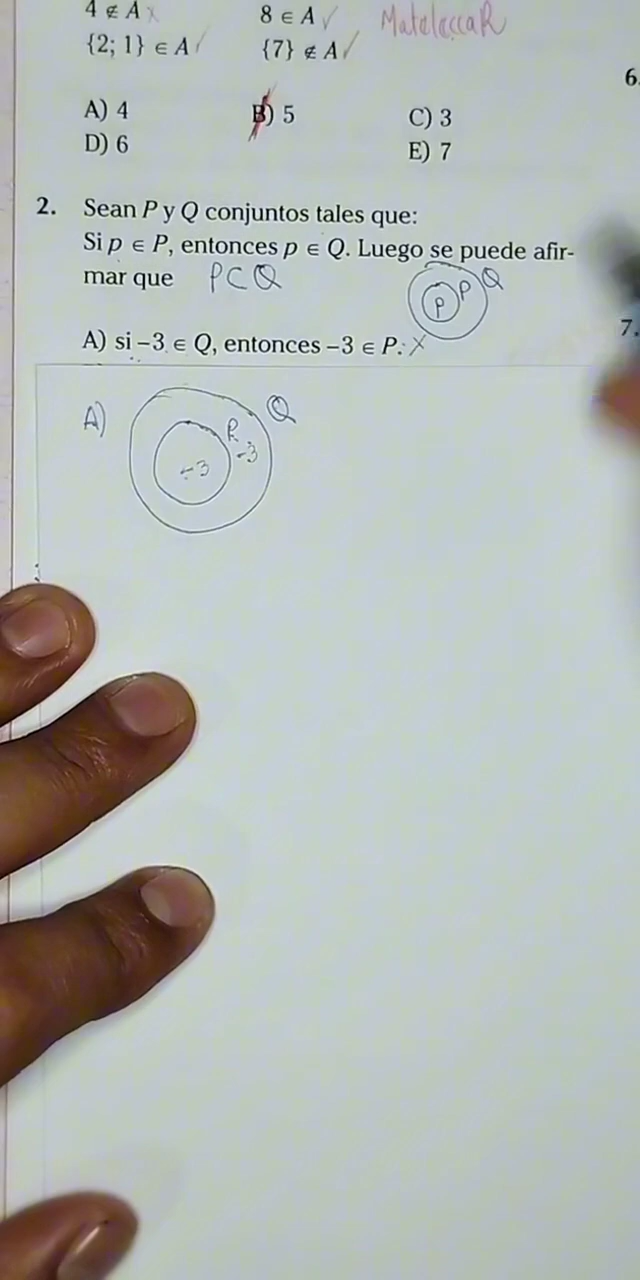 4 ∉ A x 8 ∈ A ✓ MateleccaR
{2; 1} ∈ A ✓ {7} ∉ A ✓
6.
A) 4 B) 5 C) 3
D) 6 E) 7
2. Sean P y Q conjuntos tales que:
Si p ∈ P, entonces p ∈ Q. Luego se puede afir-
mar que P⊂Q
P P Q
7.
A) si –3 ∈ Q, entonces –3 ∈ P. X
A) -3 P -3 Q